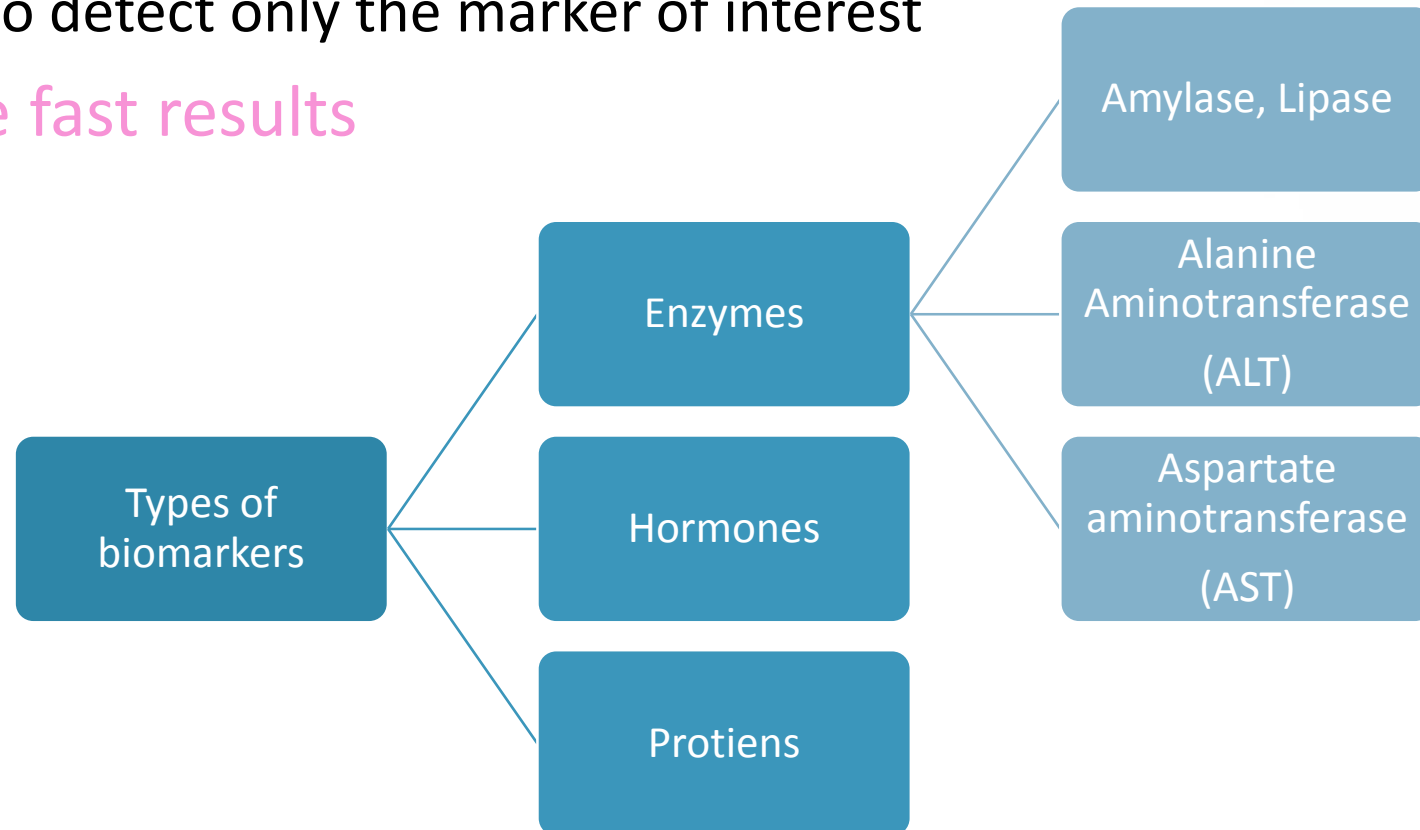 o detect only the marker of interest
e fast results
Amylase, Lipase
Alanine
Aminotransferase
(ALT)
Enzymes
Aspartate
aminotransferase
(AST)
Types of
biomarkers
Hormones
Protiens